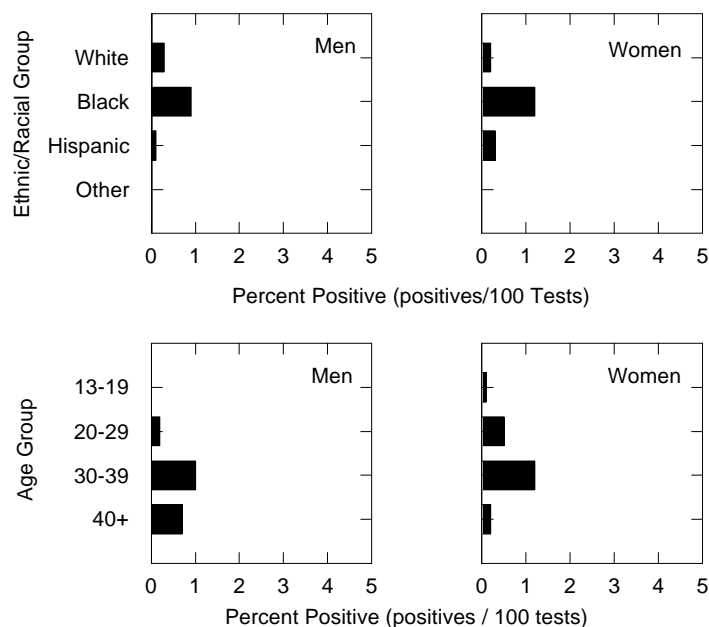 Men
Women
Ethnic/Racial Group
White
Black
Hispanic
Other
0 1 2 3 4 5
0 1 2 3 4 5
Percent Positive (positives/100 Tests)
Men
Women
Age Group
13-19
20-29
30-39
40+
0 1 2 3 4 5
0 1 2 3 4 5
Percent Positive (positives / 100 tests)